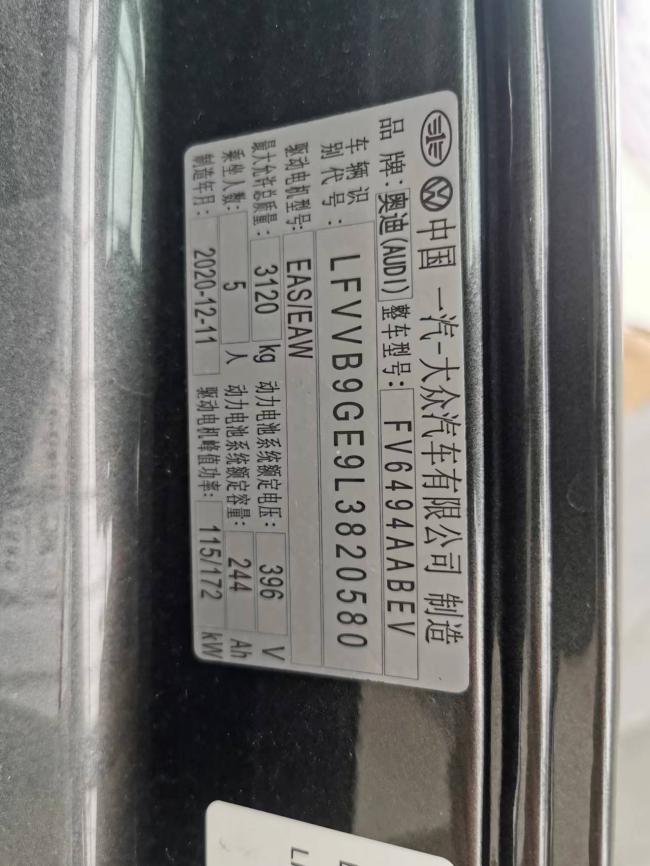 中国 一汽-大众汽车有限公司 制造
品 牌: 奥迪(AUDI) 整车型号: FV6494AABEV
车辆识别代号: LFVVB9GE9L3820580
驱动电机型号: EAS/EAW
最大允许总质量: 3120 kg 动力电池系统额定电压: 396 V
乘坐人数: 5 人 动力电池系统额定容量: 244 Ah
制造年月: 2020-12-11 驱动电机峰值功率: 115/172 kW